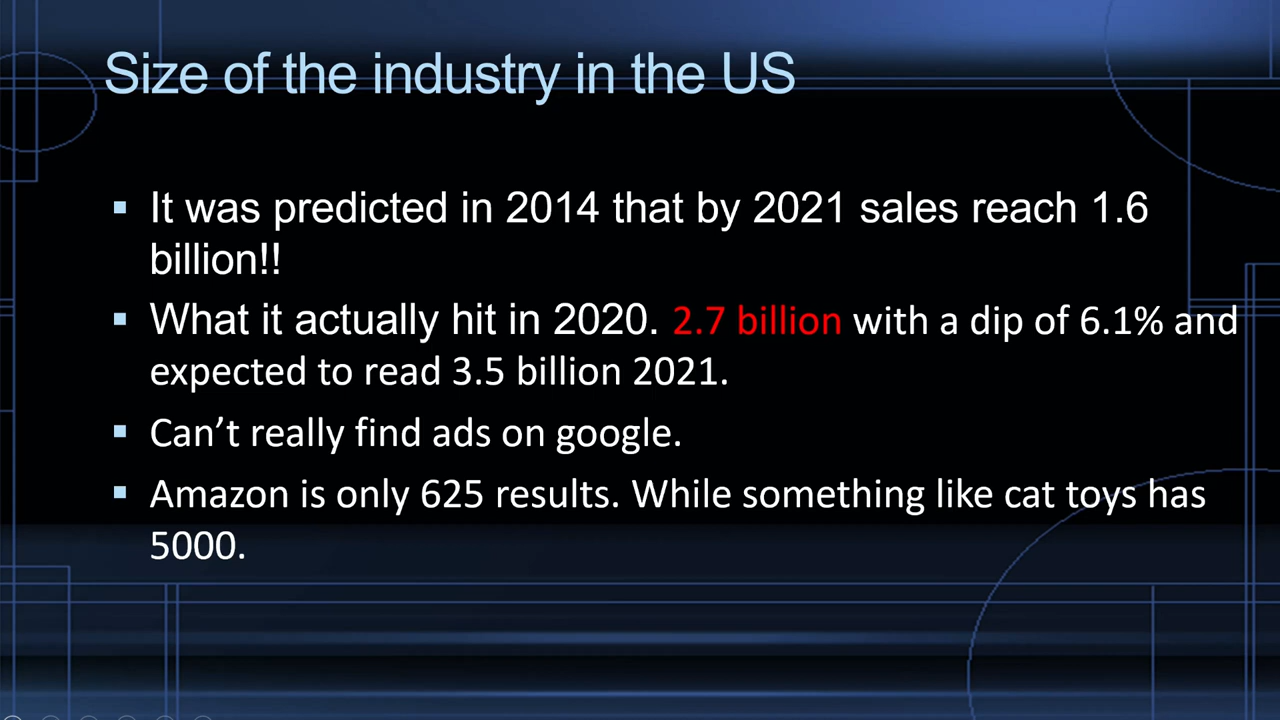 Size of the industry in the US
It was predicted in 2014 that by 2021 sales reach 1.6
billion!!
What it actually hit in 2020. 2.7 billion with a dip of 6.1% and
expected to read 3.5 billion 2021.
Can’t really find ads on google.
Amazon is only 625 results. While something like cat toys has
5000.